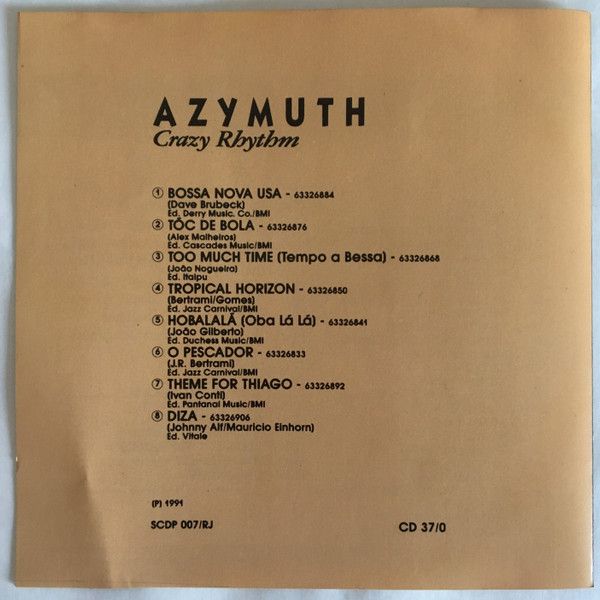 AZYMUTH
Crazy Rhythm
① BOSSA NOVA USA - 63326884
(Dave Brubeck)
Ed. Derry Music. Co./BMI
② TÔC DE BOLA - 63326876
(Alex Malheiros)
Ed. Cascades Music/BMI
③ TOO MUCH TIME (Tempo a Bessa) - 63326868
(João Nogueira)
Ed. Itaipu
④ TROPICAL HORIZON - 63326850
(Bertrami/Gomes)
Ed. Jazz Carnival/BMI
⑤ HOBALALÁ (Oba Lá Lá) - 63326841
(João Gilberto)
Ed. Duchess Music/BMI
⑥ O PESCADOR - 63326833
(J.R. Bertrami)
Ed. Jazz Carnival/BMI
⑦ THEME FOR THIAGO - 63326892
(Ivan Conti)
Ed. Pantanal Music/BMI
⑧ DIZA - 63326906
(Johnny Alf/Mauricio Einhorn)
Ed. Vitale
(P) 1991
SCDP 007/RJ CD 37/0